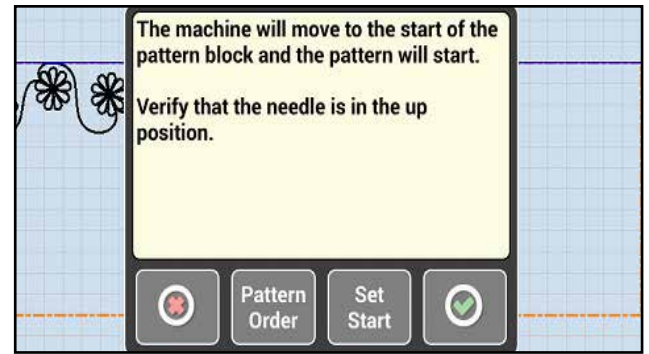 The machine will move to the start of the
pattern block and the pattern will start.
Verify that the needle is in the up
position.
Pattern
Order
Set
Start